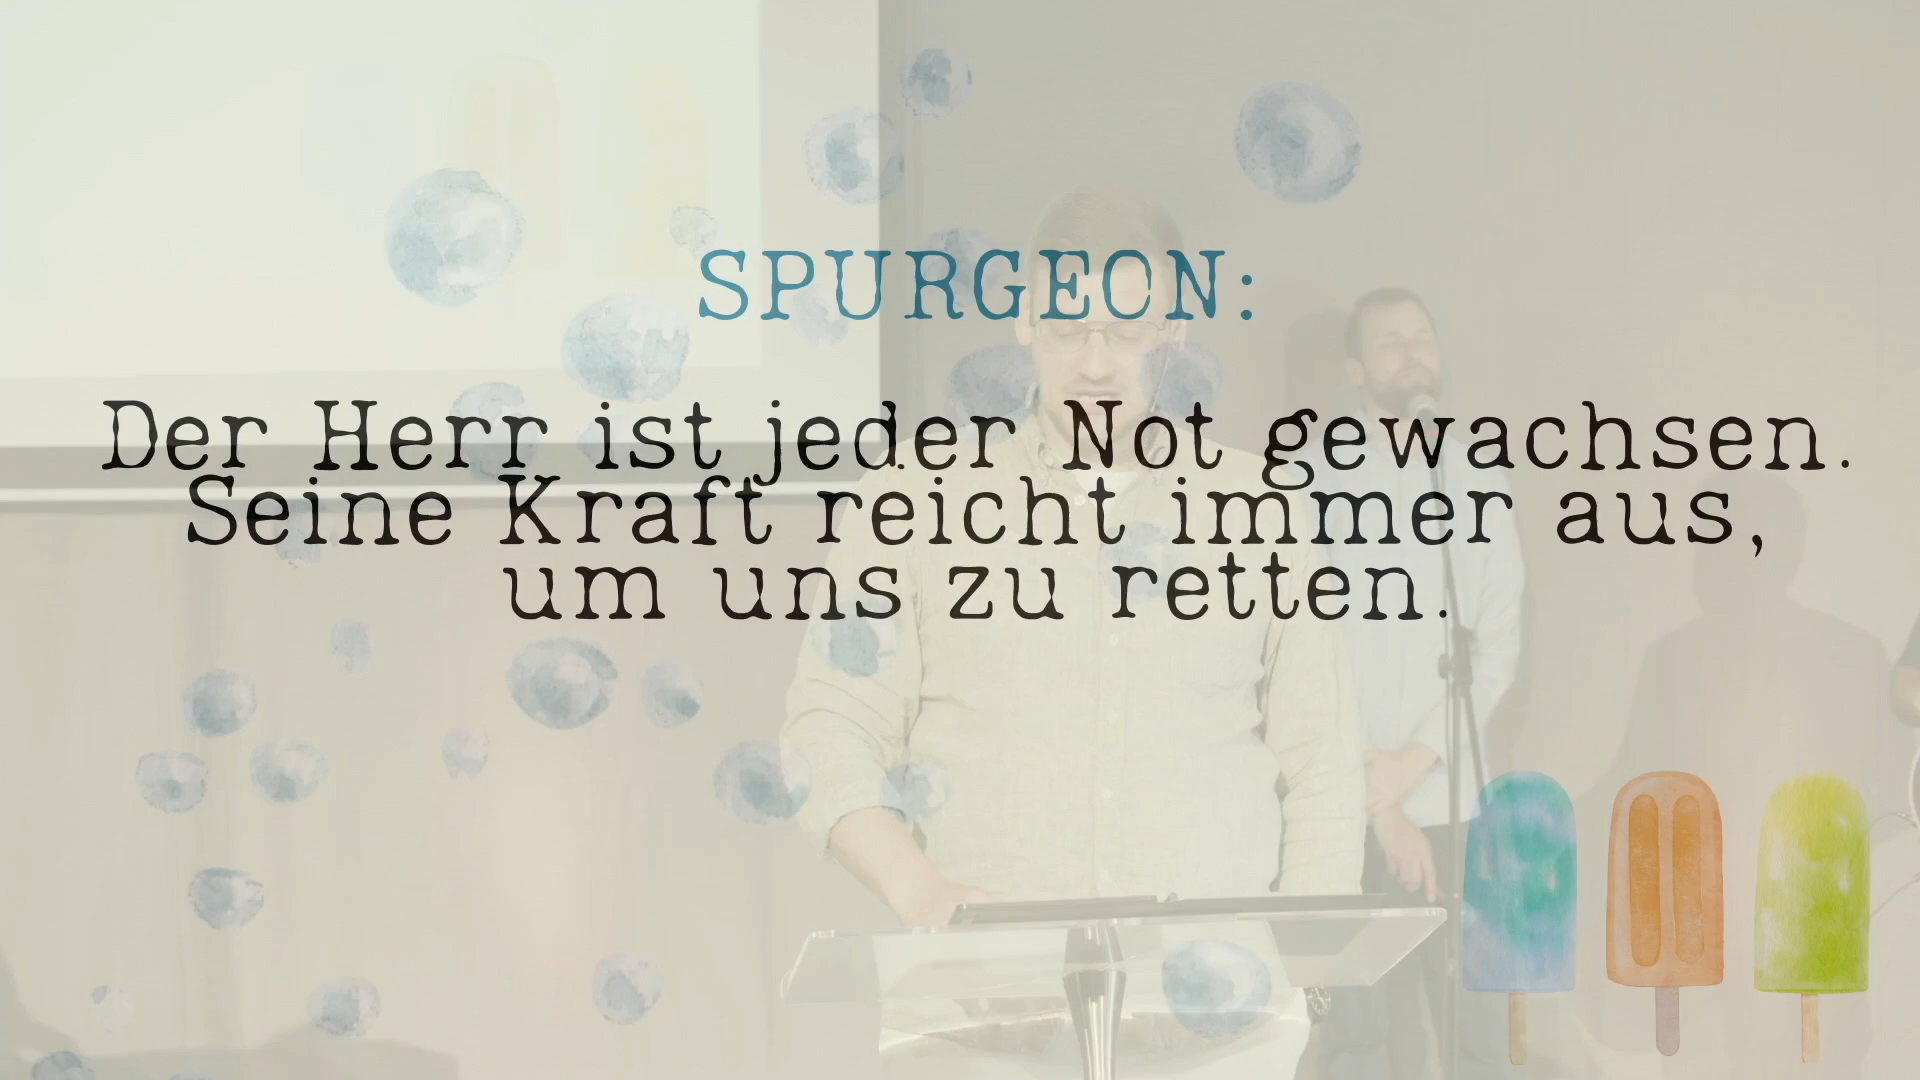 SPURGEON:
Der Herr ist jeder Not gewachsen.
Seine Kraft reicht immer aus,
um uns zu retten.